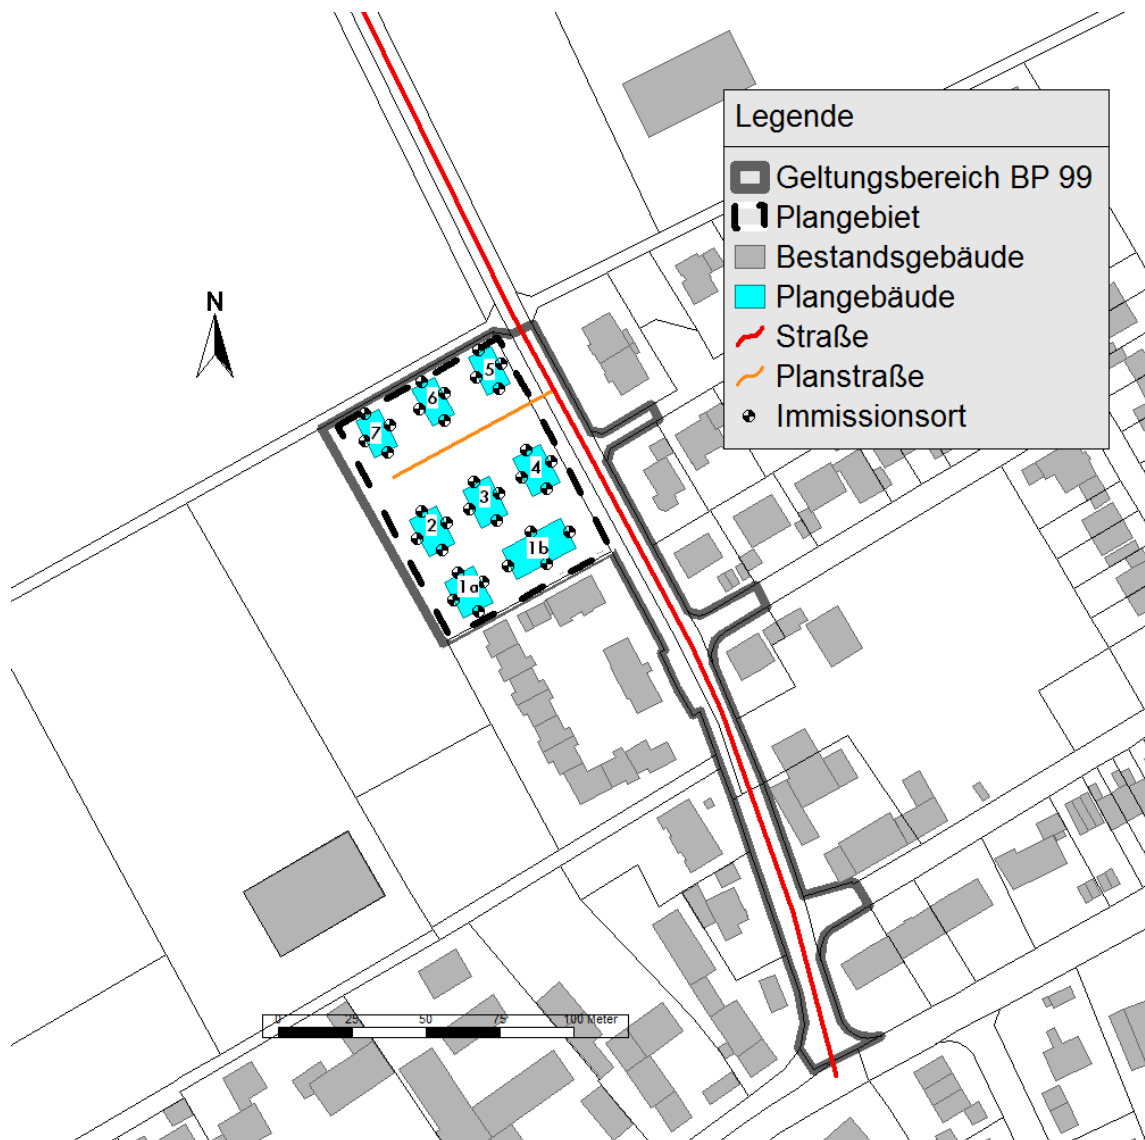 Legende
Geltungsbereich BP 99
Plangebiet
Bestandsgebäude
Plangebäude
Straße
Planstraße
Immissionsort
N
5
6
7
4
3
2
1b
1a
0 25 50 75 100 Meter